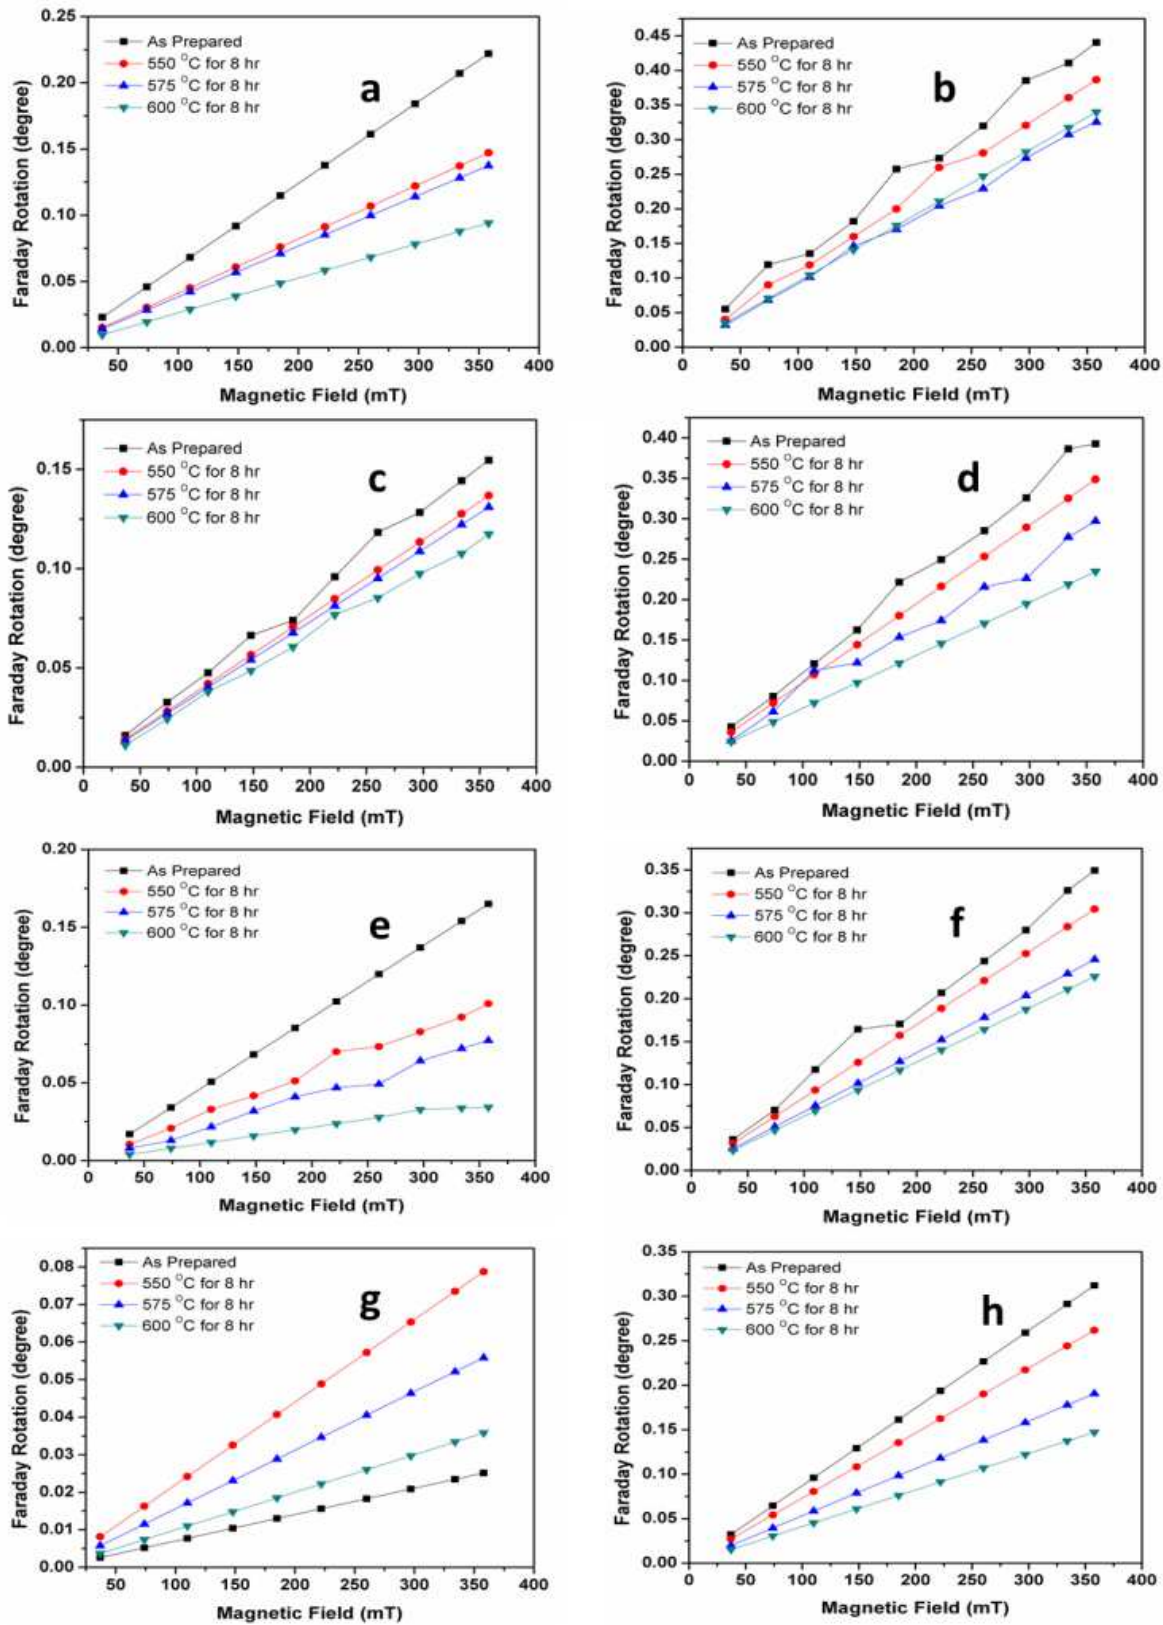 As Prepared
550 °C for 8 hr
575 °C for 8 hr
600 °C for 8 hr
a
0.25
0.20
0.15
0.10
0.05
0.00
50 100 150 200 250 300 350 400
Faraday Rotation (degree)
Magnetic Field (mT)
As Prepared
550 °C for 8 hr
575 °C for 8 hr
600 °C for 8 hr
b
0.45
0.40
0.35
0.30
0.25
0.20
0.15
0.10
0.05
0.00
0 50 100 150 200 250 300 350 400
Faraday Rotation (degree)
Magnetic Field (mT)
As Prepared
550 °C for 8 hr
575 °C for 8 hr
600 °C for 8 hr
c
0.15
0.10
0.05
0.00
0 50 100 150 200 250 300 350 400
Faraday Rotation (degree)
Magnetic Field (mT)
As Prepared
550 °C for 8 hr
575 °C for 8 hr
600 °C for 8 hr
d
0.40
0.35
0.30
0.25
0.20
0.15
0.10
0.05
0.00
0 50 100 150 200 250 300 350 400
Faraday Rotation (degree)
Magnetic Field (mT)
As Prepared
550 °C for 8 hr
575 °C for 8 hr
600 °C for 8 hr
e
0.20
0.15
0.10
0.05
0.00
0 50 100 150 200 250 300 350 400
Faraday Rotation (degree)
Magnetic Field (mT)
As Prepared
550 °C for 8 hr
575 °C for 8 hr
600 °C for 8 hr
f
0.35
0.30
0.25
0.20
0.15
0.10
0.05
0.00
0 50 100 150 200 250 300 350 400
Faraday Rotation (degree)
Magnetic Field (mT)
As Prepared
550 °C for 8 hr
575 °C for 8 hr
600 °C for 8 hr
g
0.08
0.07
0.06
0.05
0.04
0.03
0.02
0.01
0.00
50 100 150 200 250 300 350 400
Faraday Rotation (degree)
Magnetic Field (mT)
As Prepared
550 °C for 8 hr
575 °C for 8 hr
600 °C for 8 hr
h
0.35
0.30
0.25
0.20
0.15
0.10
0.05
0.00
0 50 100 150 200 250 300 350 400
Faraday Rotation (degree)
Magnetic Field (mT)